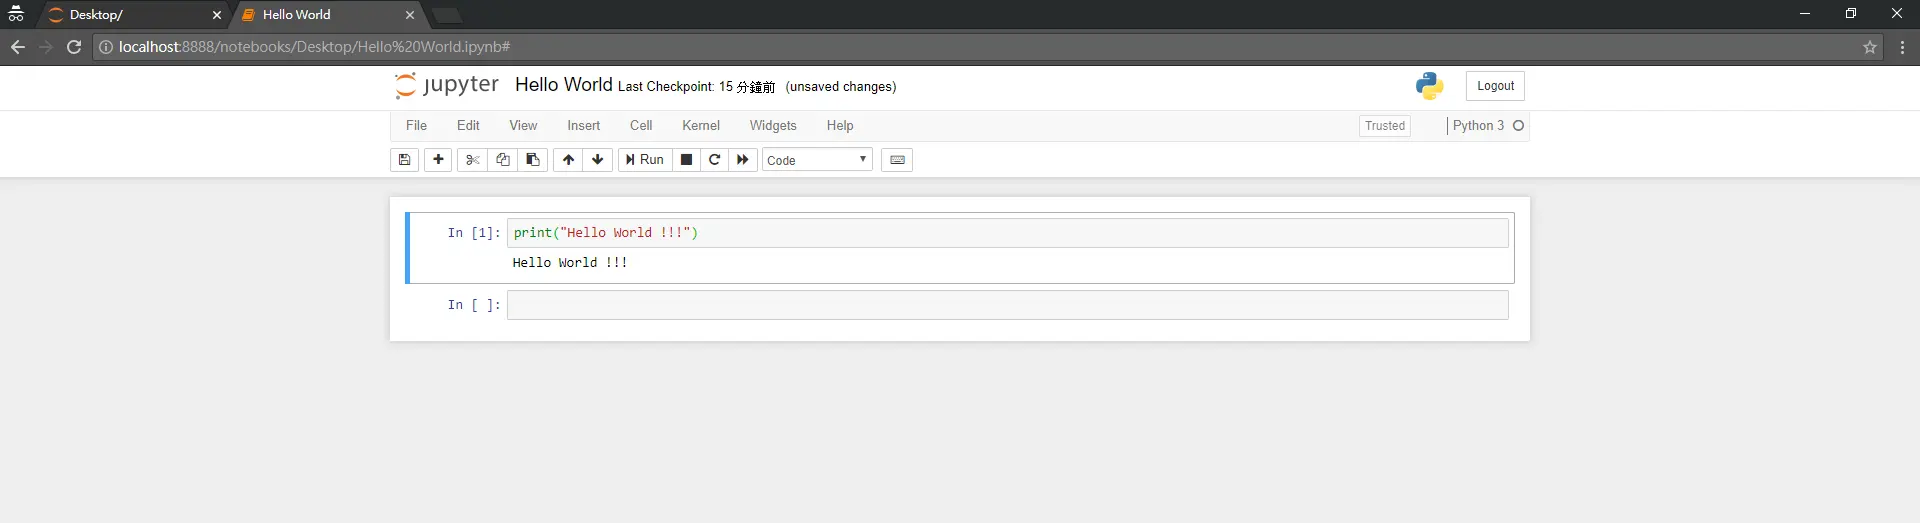 Desktop/
Hello World
localhost:8888/notebooks/Desktop/Hello%20World.ipynb#
jupyter Hello World Last Checkpoint: 15 分鐘前 (unsaved changes)
Logout
File Edit View Insert Cell Kernel Widgets Help
Trusted
Python 3
Run
Code
In [1]: print("Hello World !!!")
Hello World !!!
In [ ]: